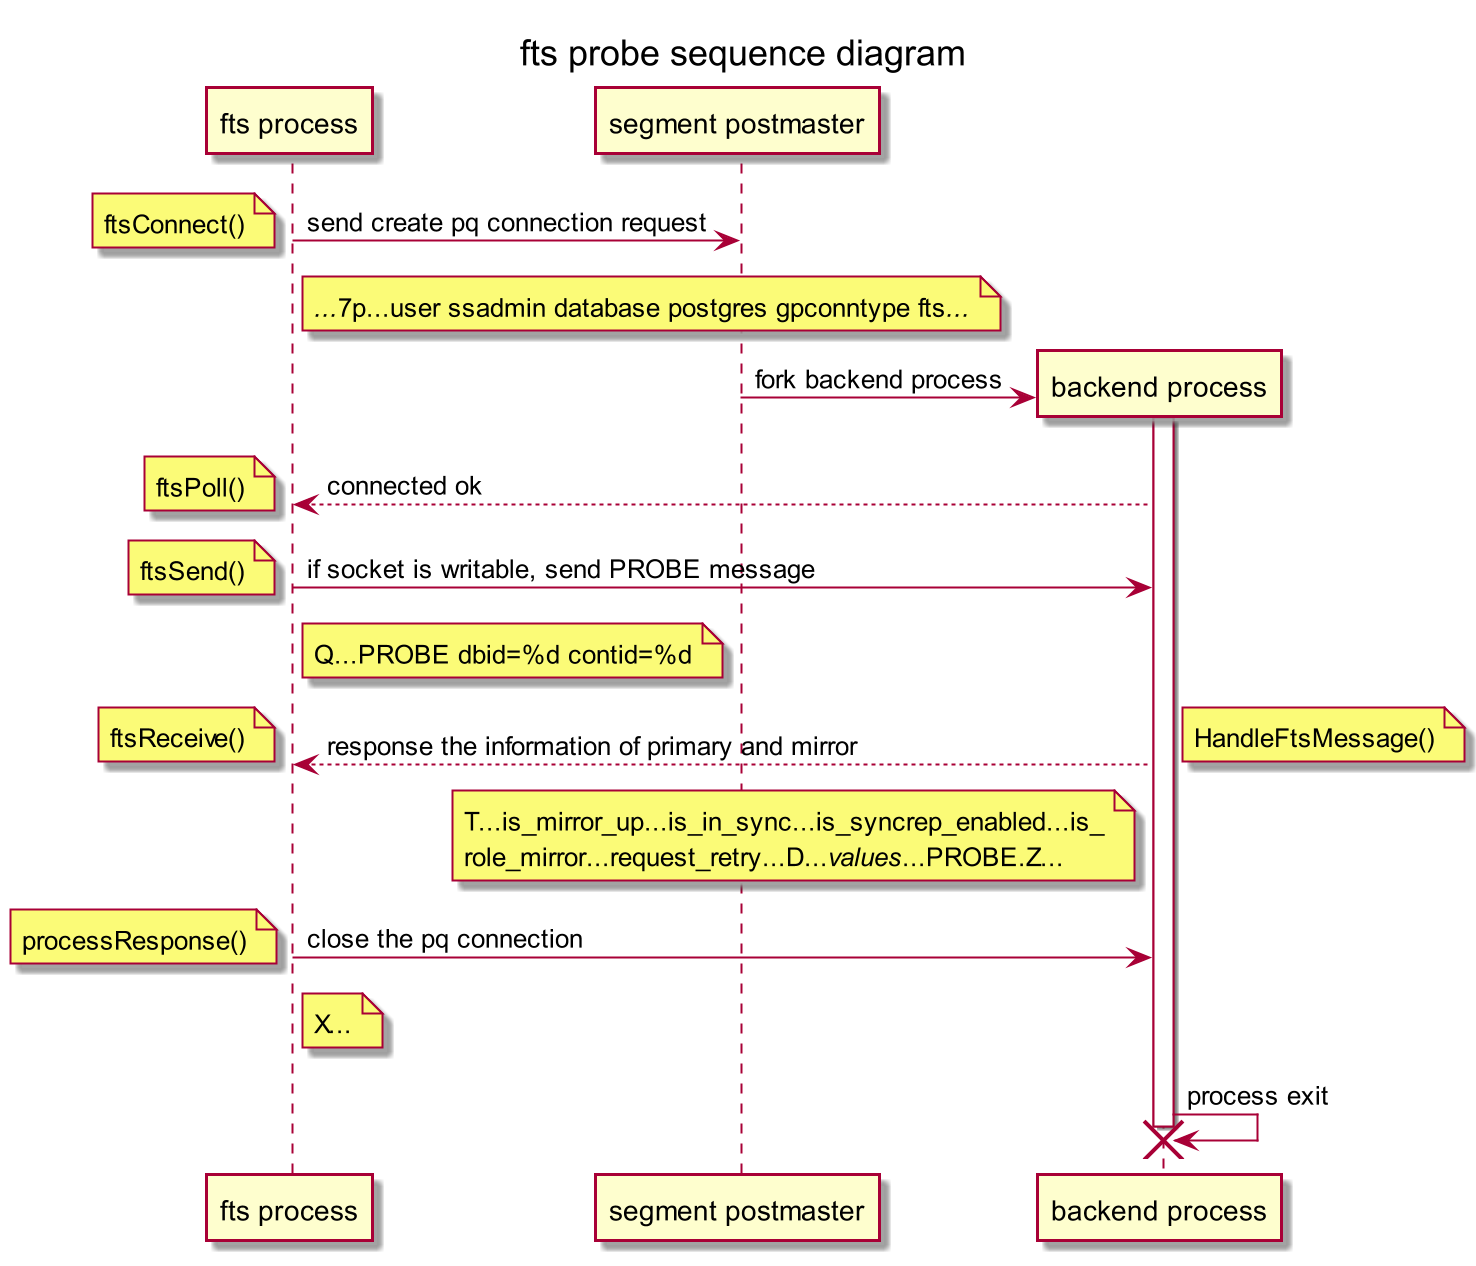 fts probe sequence diagram
fts process
segment postmaster
ftsConnect()
send create pq connection request
...7p...user ssadmin database postgres gpconntype fts...
fork backend process
backend process
ftsPoll()
connected ok
ftsSend()
if socket is writable, send PROBE message
Q...PROBE dbid=%d contid=%d
ftsReceive()
response the information of primary and mirror
HandleFtsMessage()
T...is_mirror_up...is_in_sync...is_syncrep_enabled...is_
role_mirror...request_retry...D...values...PROBE.Z...
processResponse()
close the pq connection
X...
process exit
fts process
segment postmaster
backend process